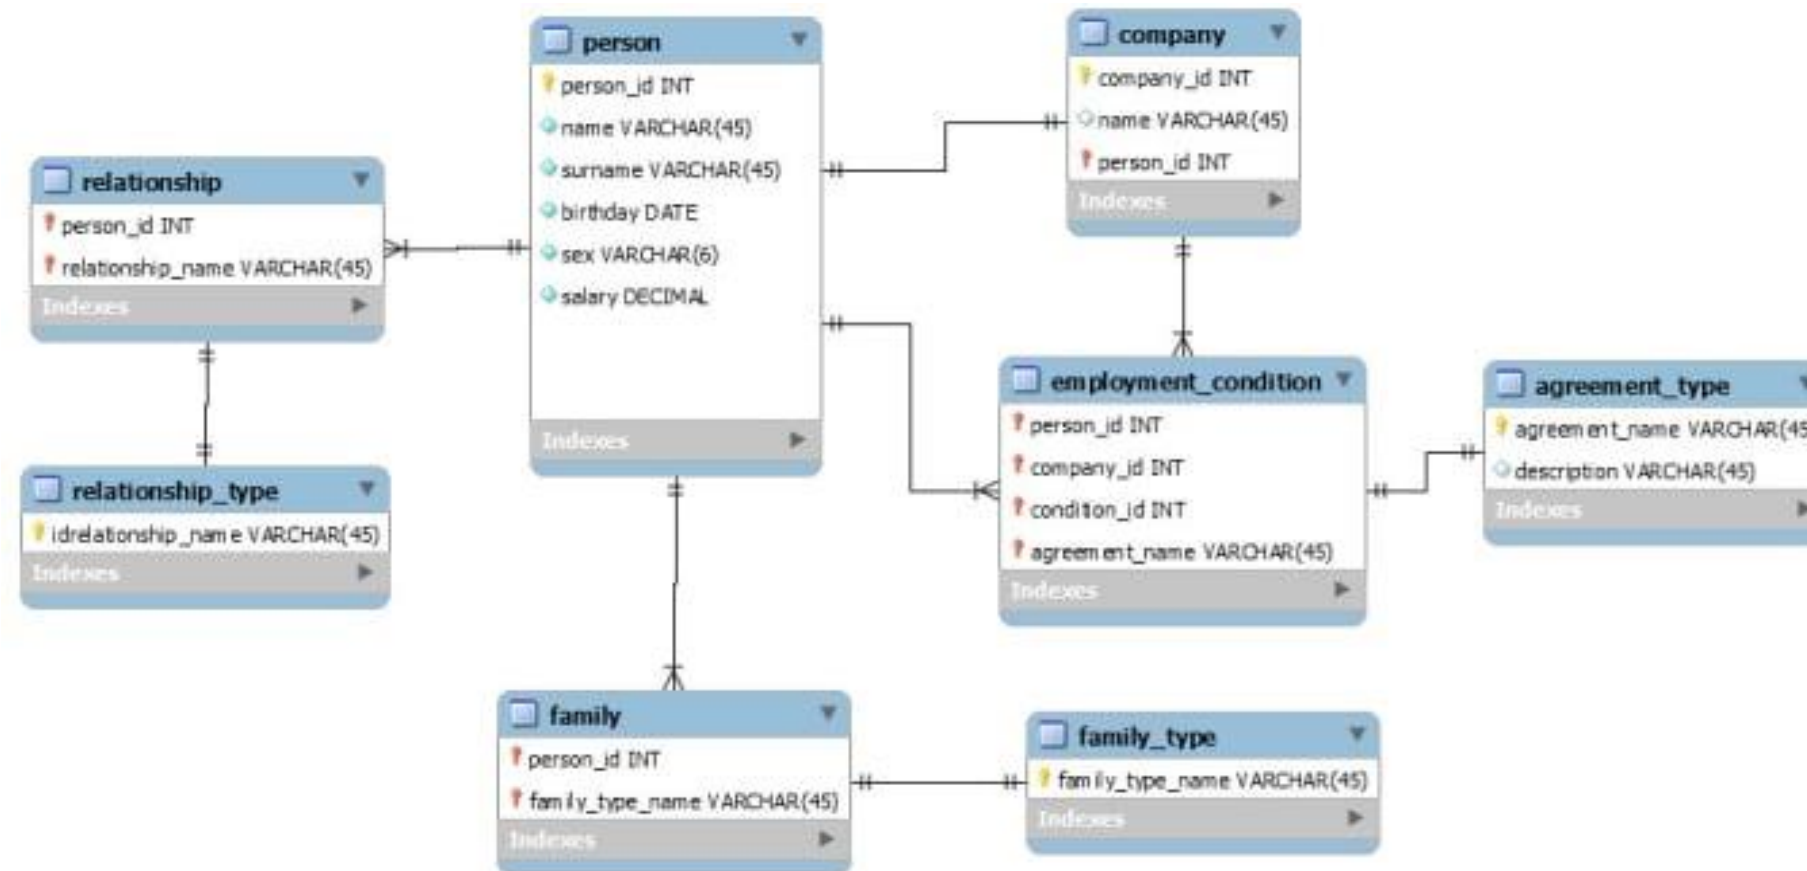 person
person_id INT
name VARCHAR(45)
surname VARCHAR(45)
birthday DATE
sex VARCHAR(6)
salary DECIMAL
Indexes
company
company_id INT
name VARCHAR(45)
person_id INT
Indexes
relationship
person_id INT
relationship_name VARCHAR(45)
Indexes
relationship_type
idrelationship_name VARCHAR(45)
Indexes
employment_condition
person_id INT
company_id INT
condition_id INT
agreement_name VARCHAR(45)
Indexes
agreement_type
agreement_name VARCHAR(45
description VARCHAR(45)
Indexes
family
person_id INT
family_type_name VARCHAR(45)
Indexes
family_type
family_type_name VARCHAR(45)
Indexes